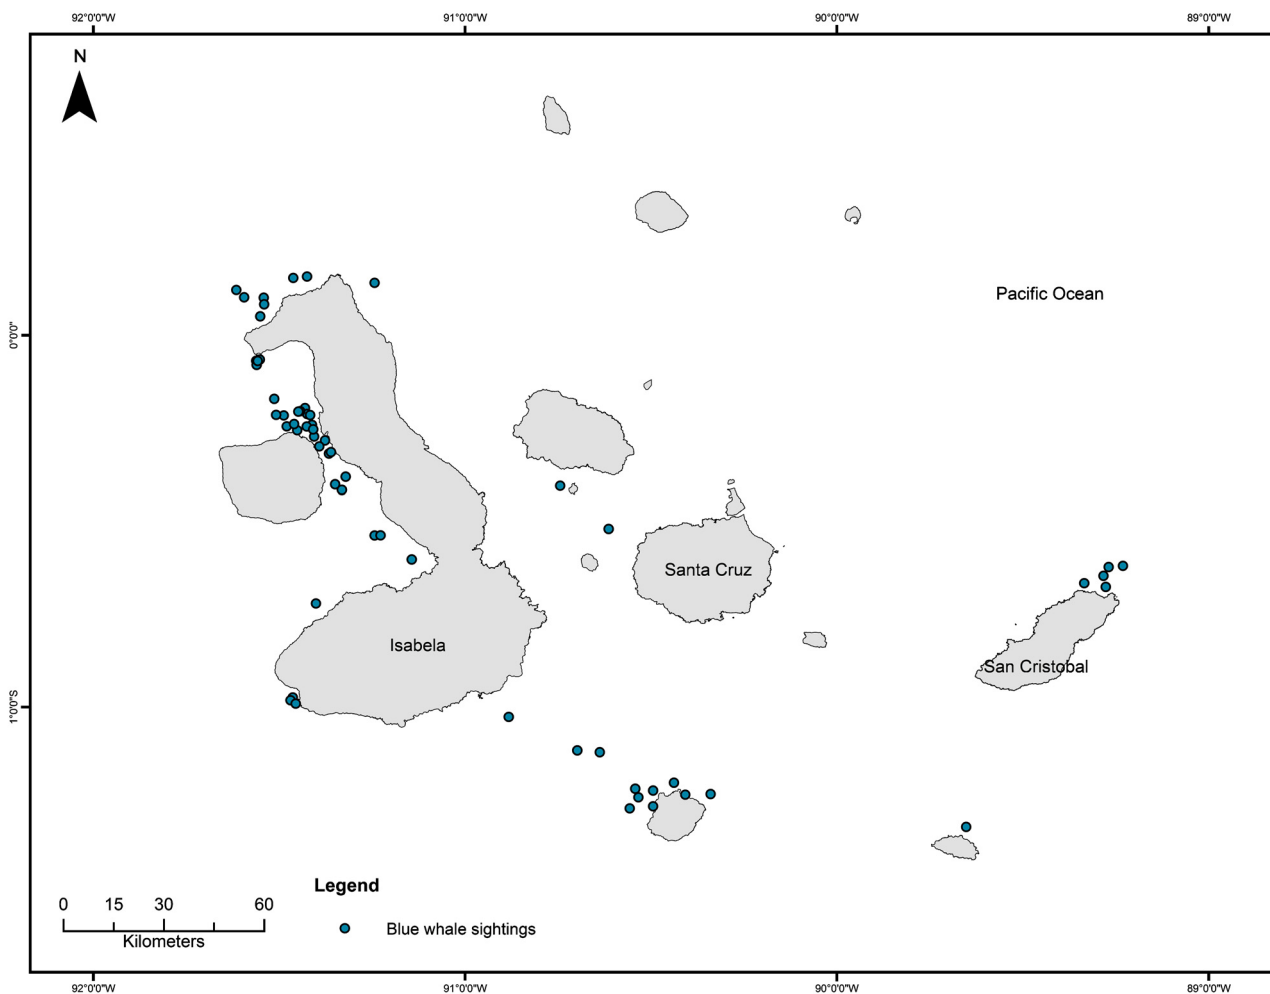 92°0'0"W 91°0'0"W 90°0'0"W 89°0'0"W
N
Pacific Ocean
0°0'0"
Santa Cruz
Isabela
San Cristobal
1°0'0"S
Legend
0 15 30 60
Kilometers
Blue whale sightings
92°0'0"W 91°0'0"W 90°0'0"W 89°0'0"W